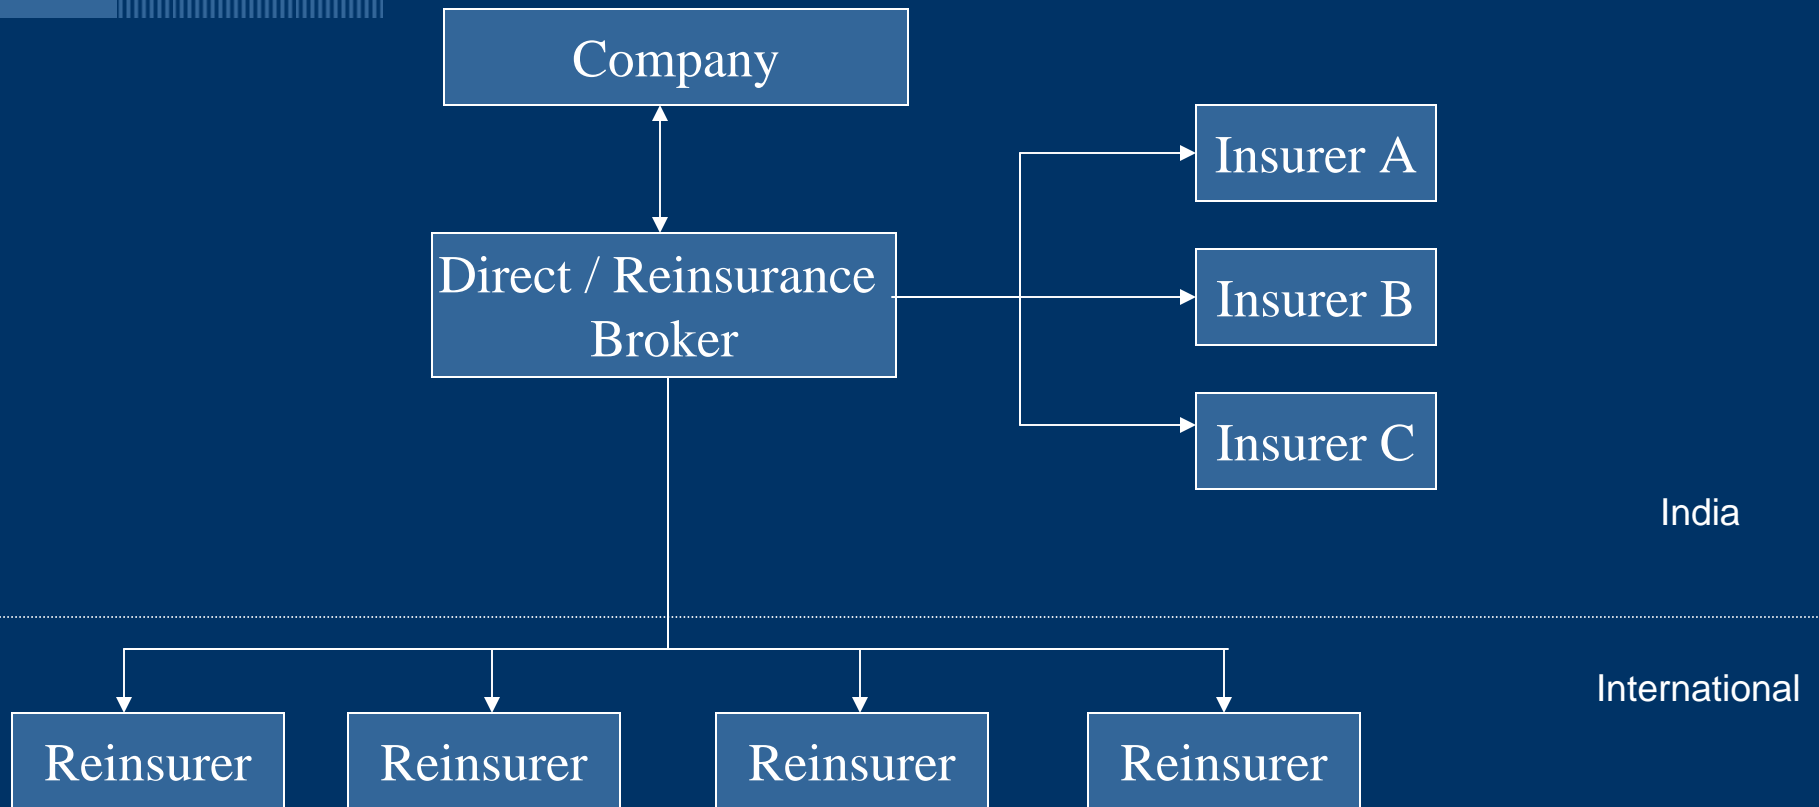 Company
Insurer A
Direct / Reinsurance
Broker
Insurer B
Insurer C
India
International
Reinsurer
Reinsurer
Reinsurer
Reinsurer